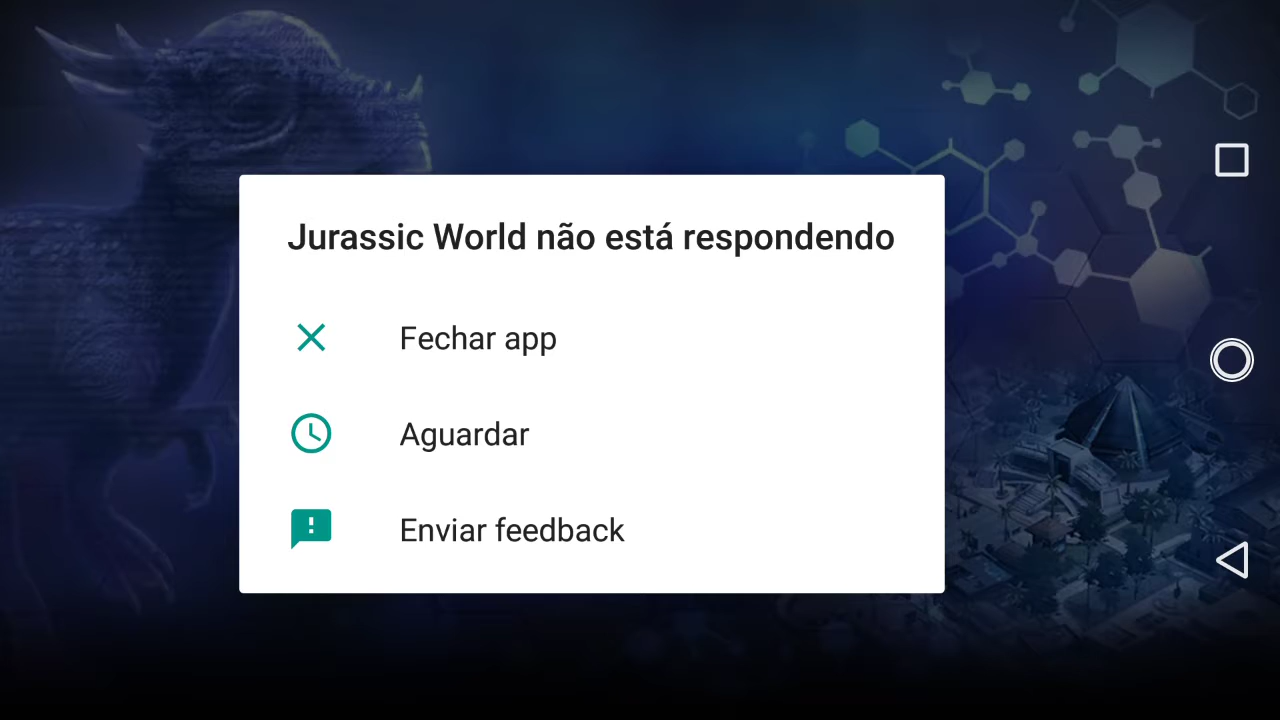 Jurassic World não está respondendo
Fechar app
Aguardar
Enviar feedback